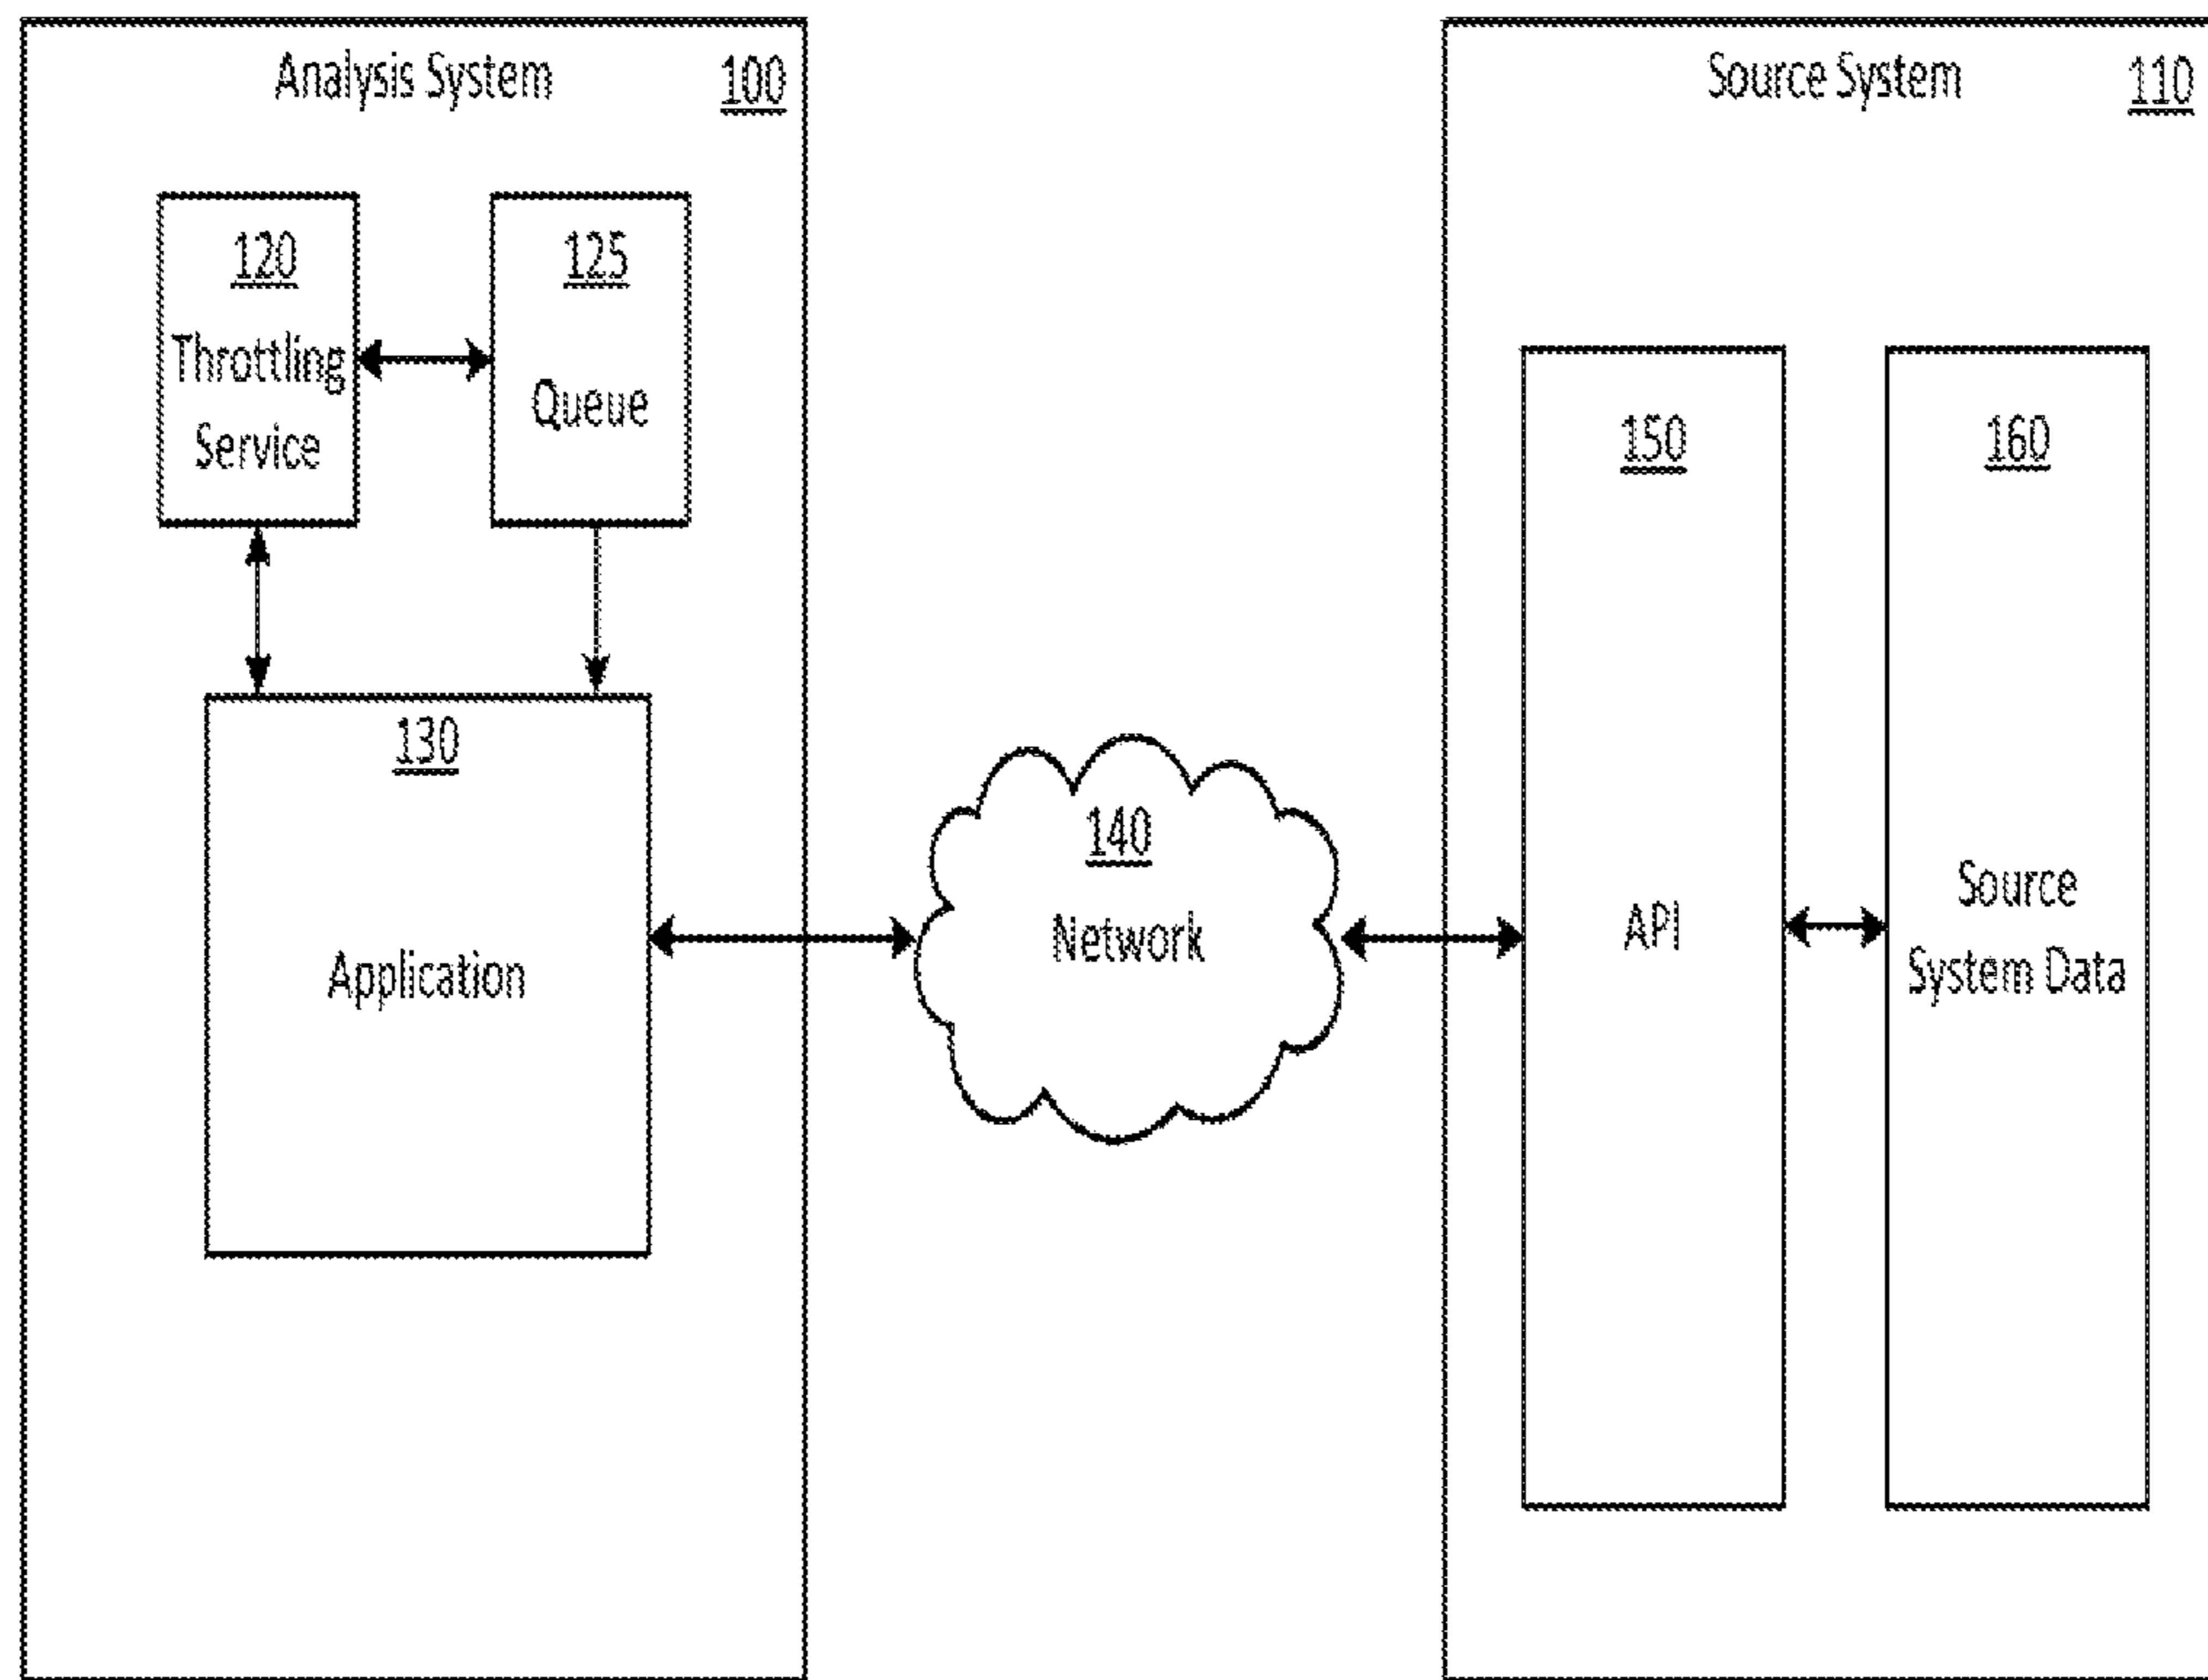 Analysis System
100
120
Throttling
Service
125
Queue
130
Application
140
Network
Source System
110
150
API
160
Source
System Data